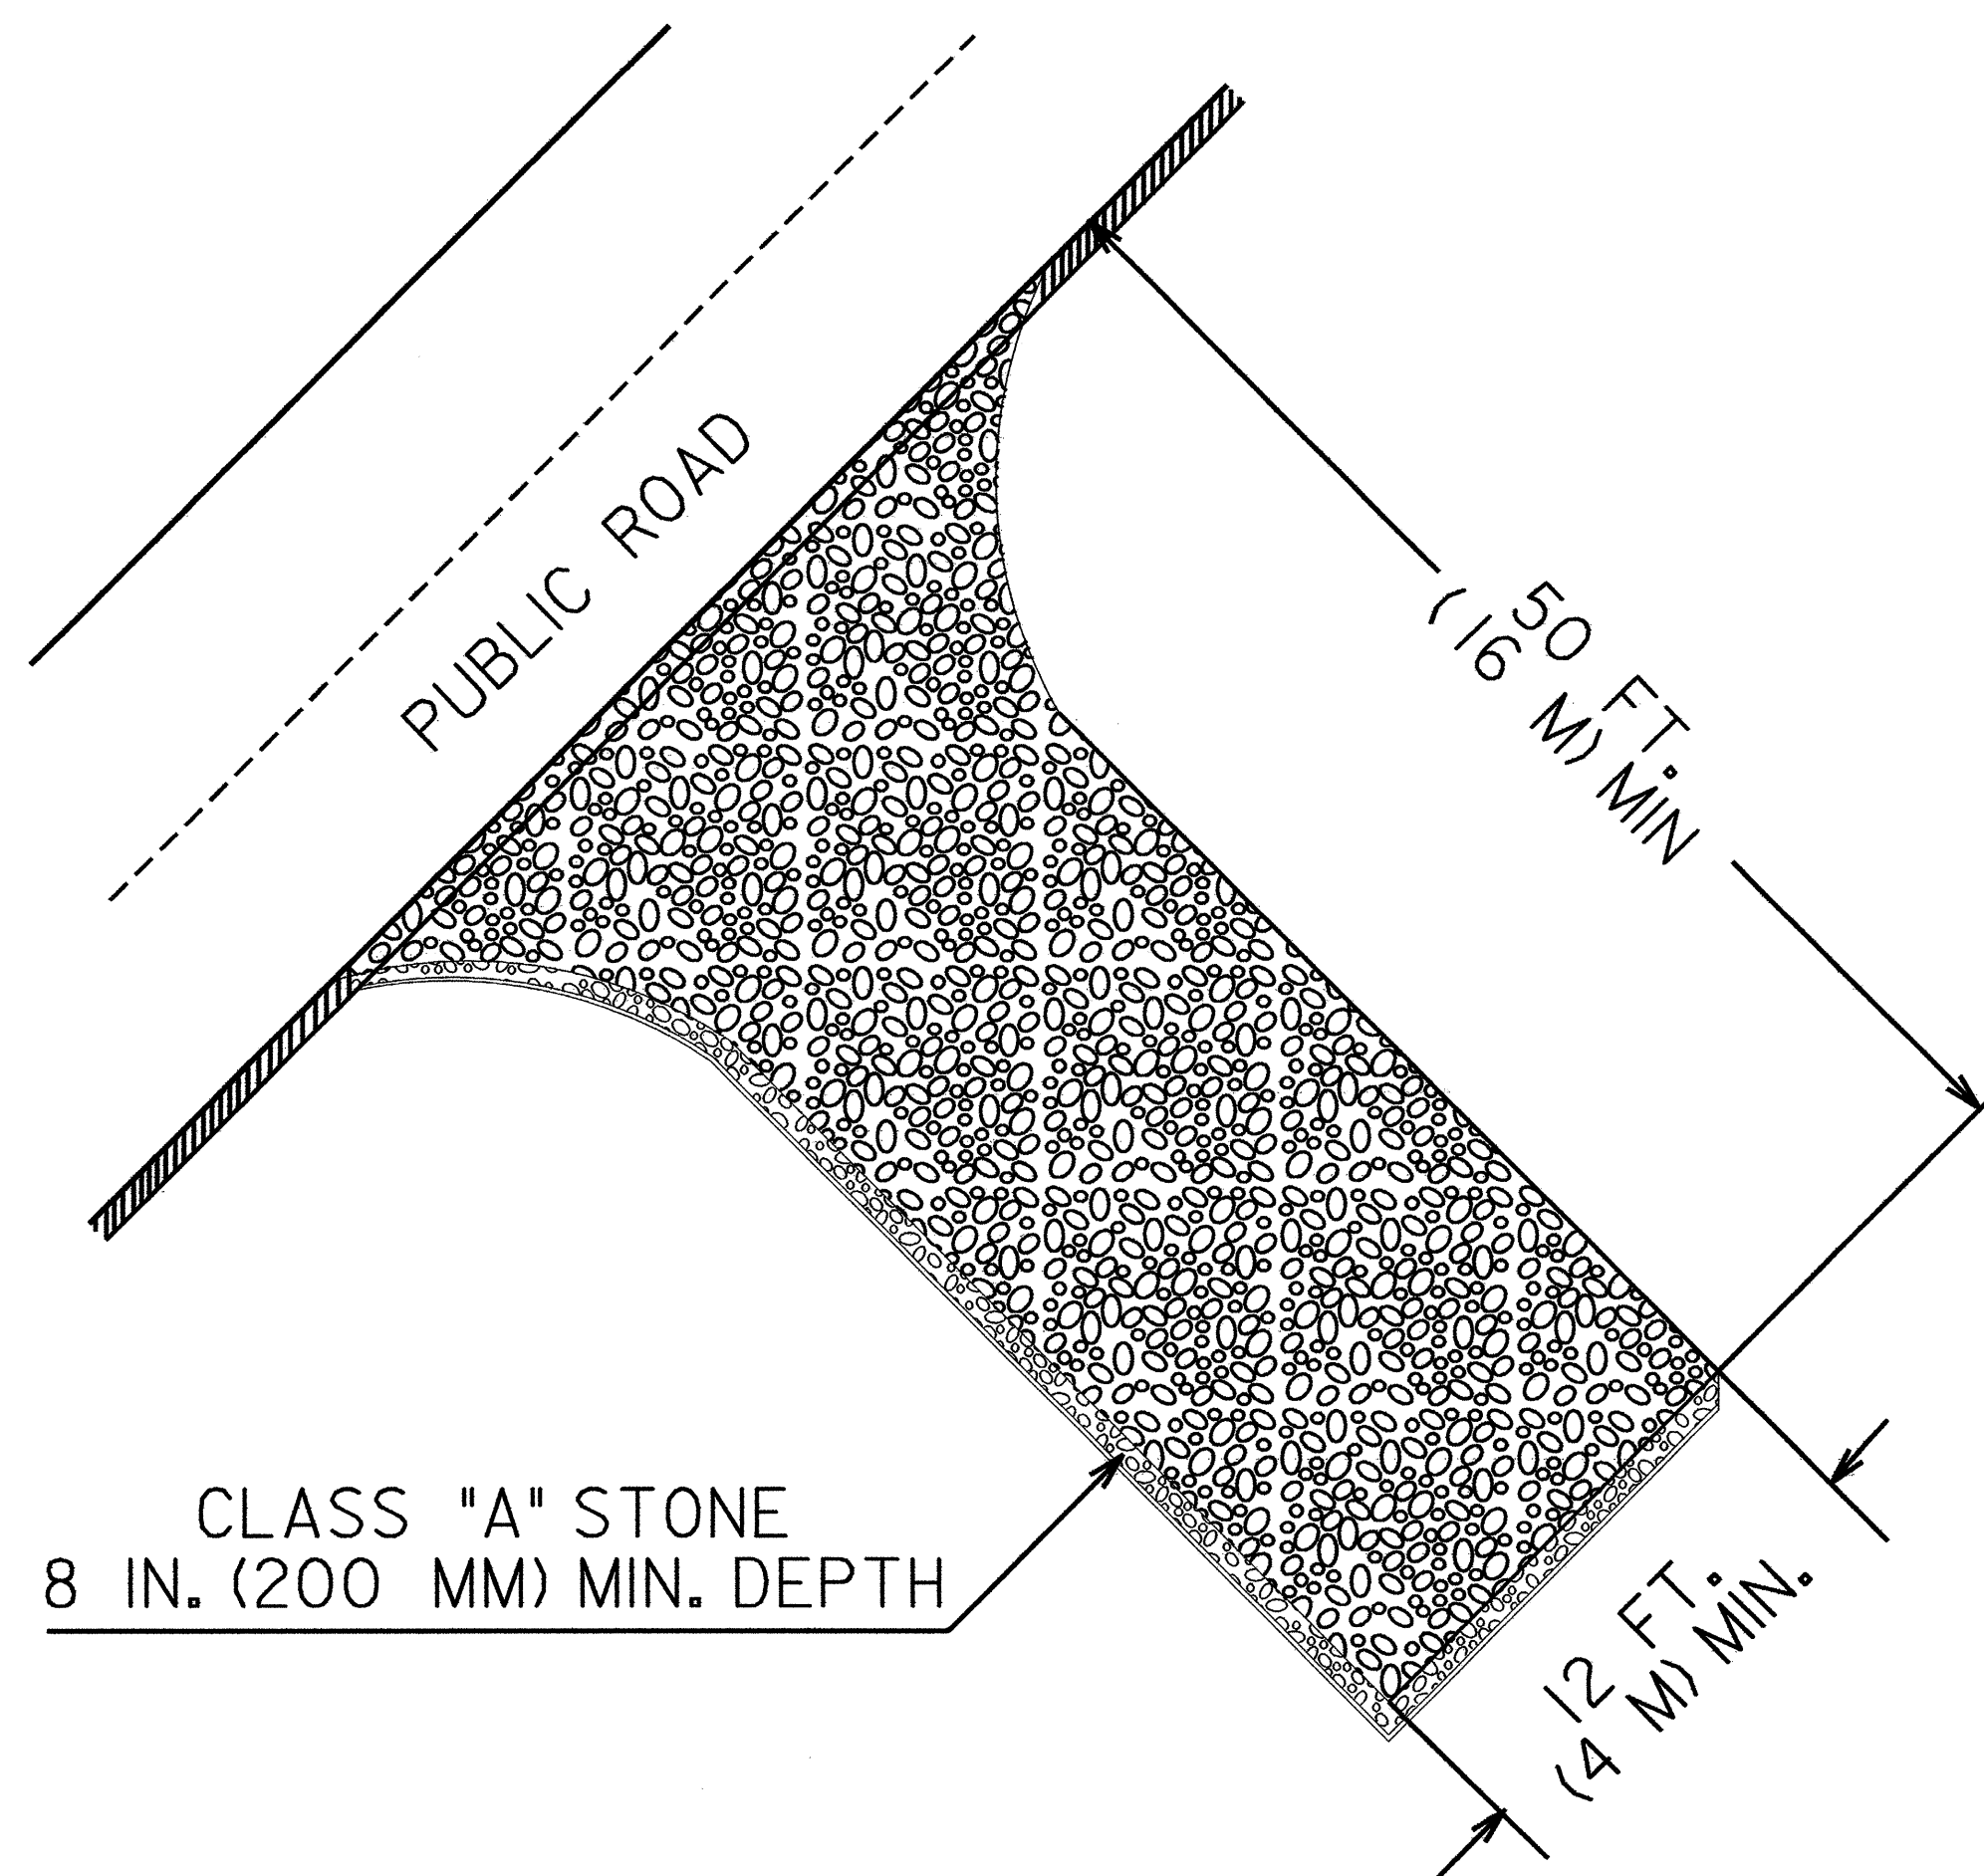 PUBLIC ROAD
50 FT.
(16 M) MIN
CLASS "A" STONE
8 IN. (200 MM) MIN. DEPTH
12 FT.
(4 M) MIN.